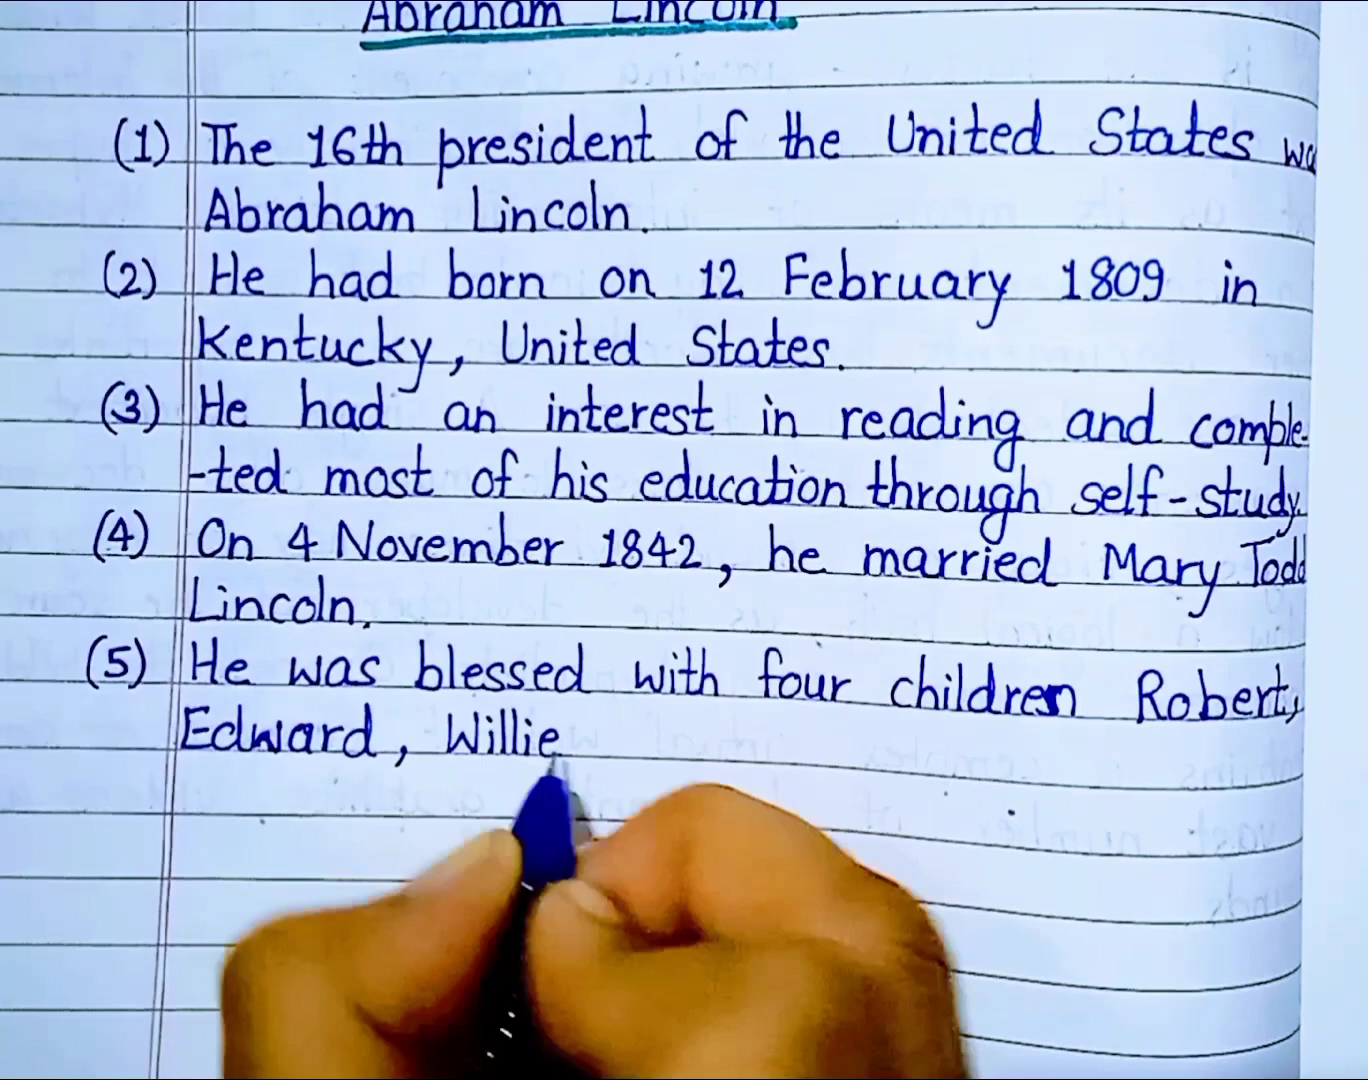 Abraham Lincoln
(1) The 16th president of the United States wa
Abraham Lincoln.
(2) He had born on 12 February 1809 in
Kentucky, United States.
(3) He had an interest in reading and comble-
-ted most of his education through self-study.
(4) On 4 November 1842, he married Mary Todd
Lincoln.
(5) He was blessed with four children Robert,
Edward, Willie